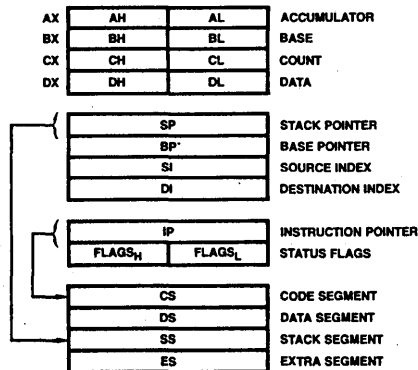 AX AH AL ACCUMULATOR
BX BH BL BASE
CX CH CL COUNT
DX DH DL DATA
SP STACK POINTER
BP STACK BASE POINTER
SI SOURCE INDEX
DI DESTINATION INDEX
IP INSTRUCTION POINTER
FLAGSH FLAGSL STATUS FLAGS
CS CODE SEGMENT
DS DATA SEGMENT
SS STACK SEGMENT
ES EXTRA SEGMENT